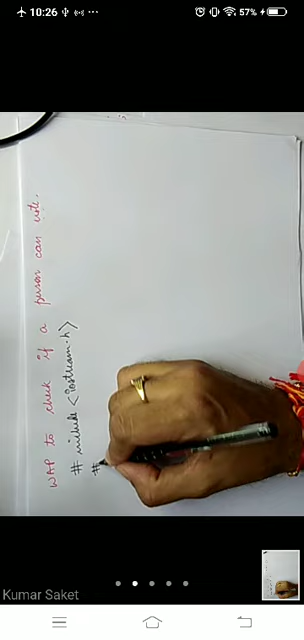 10:26
57%
WAP to check if a person can vote.
# include <iostream.h>
#
Kumar Saket